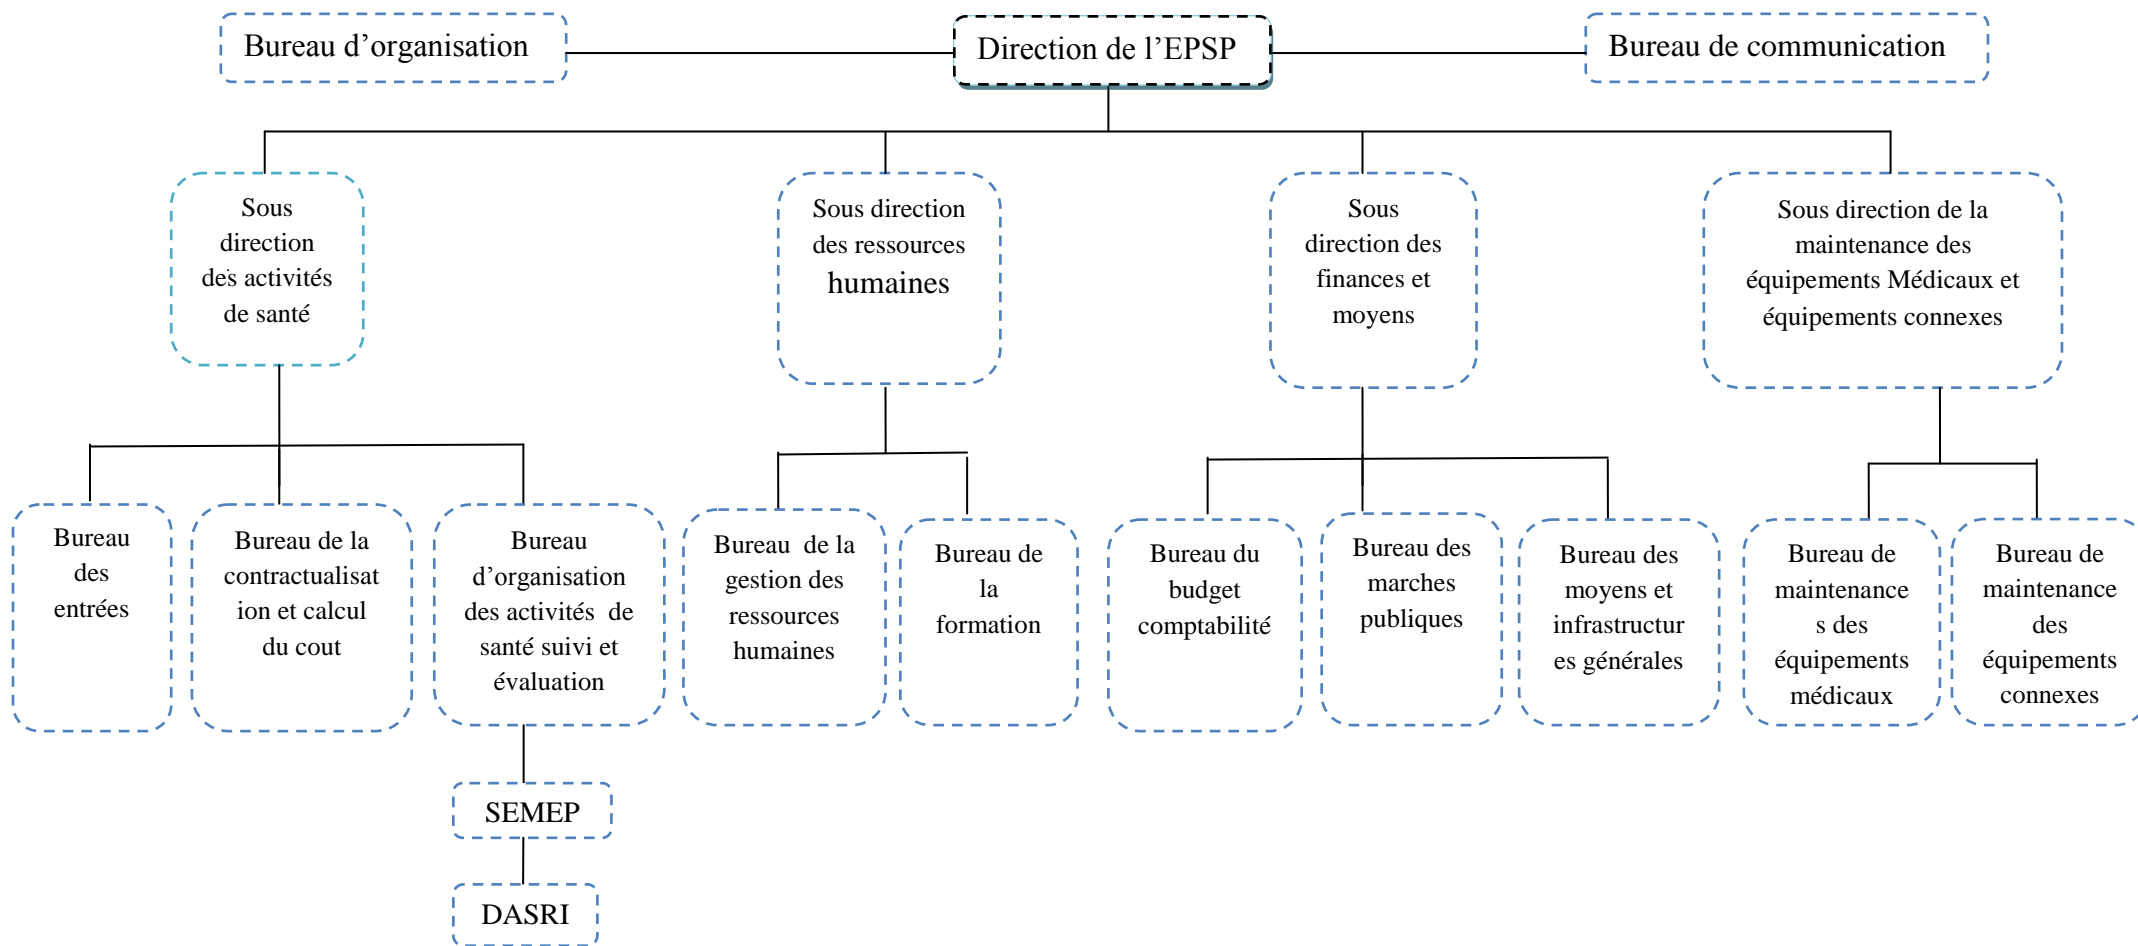 Bureau d’organisation
Direction de l’EPSP
Bureau de communication
Sous
direction
des activités
de santé
Sous direction
des ressources
humaines
Sous
direction des
finances et
moyens
Sous direction de la
maintenance des
équipements Médicaux et
équipements connexes
Bureau
des
entrées
Bureau de la
contractualisat
ion et calcul
du cout
Bureau
d’organisation
des activités de
santé suivi et
évaluation
Bureau de la
gestion des
ressources
humaines
Bureau de
la
formation
Bureau du
budget
comptabilité
Bureau des
marches
publiques
Bureau des
moyens et
infrastructur
es générales
Bureau de
maintenance
s des
équipements
médicaux
Bureau de
maintenance
des
équipements
connexes
SEMEP
DASRI